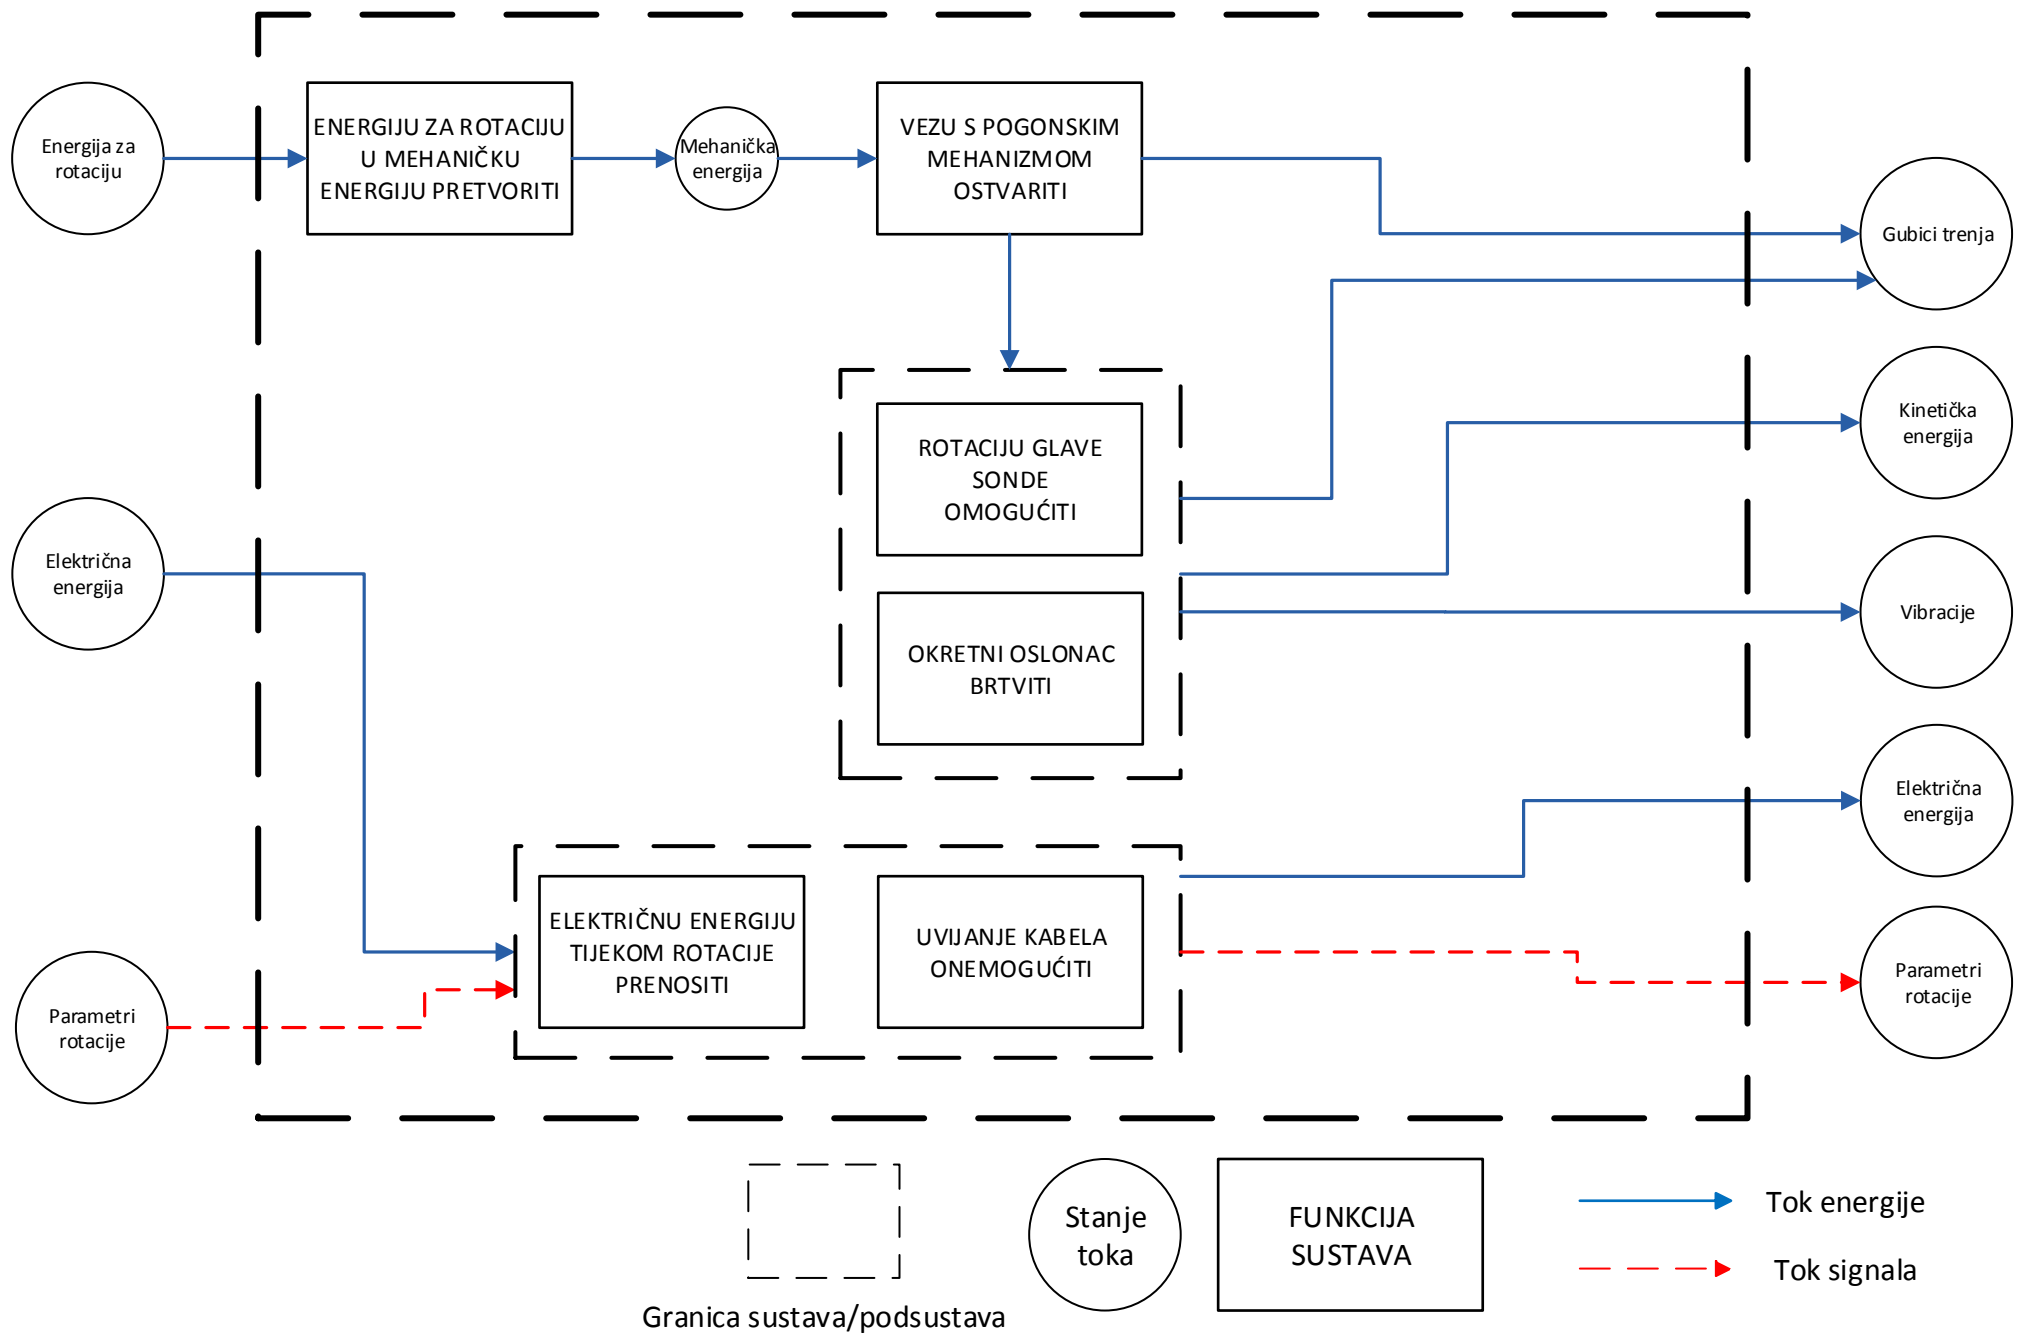 Energija za
rotaciju
ENERGIJU ZA ROTACIJU
U MEHANIČKU
ENERGIJU PRETVORITI
Mehanička
energija
VEZU S POGONSKIM
MEHANIZMOM
OSTVARITI
Gubici trenja
Kinetička
energija
ROTACIJU GLAVE
SONDE
OMOGUĆITI
Električna
energija
Vibracije
OKRETNI OSLONAC
BRTVITI
Električna
energija
ELEKTRIČNU ENERGIJU
TIJEKOM ROTACIJE
PRENOSITI
UVIJANJE KABELA
ONEMOGUĆITI
Parametri
rotacije
Parametri
rotacije
Granica sustava/podsustava
Stanje
toka
FUNKCIJA
SUSTAVA
Tok energije
Tok signala